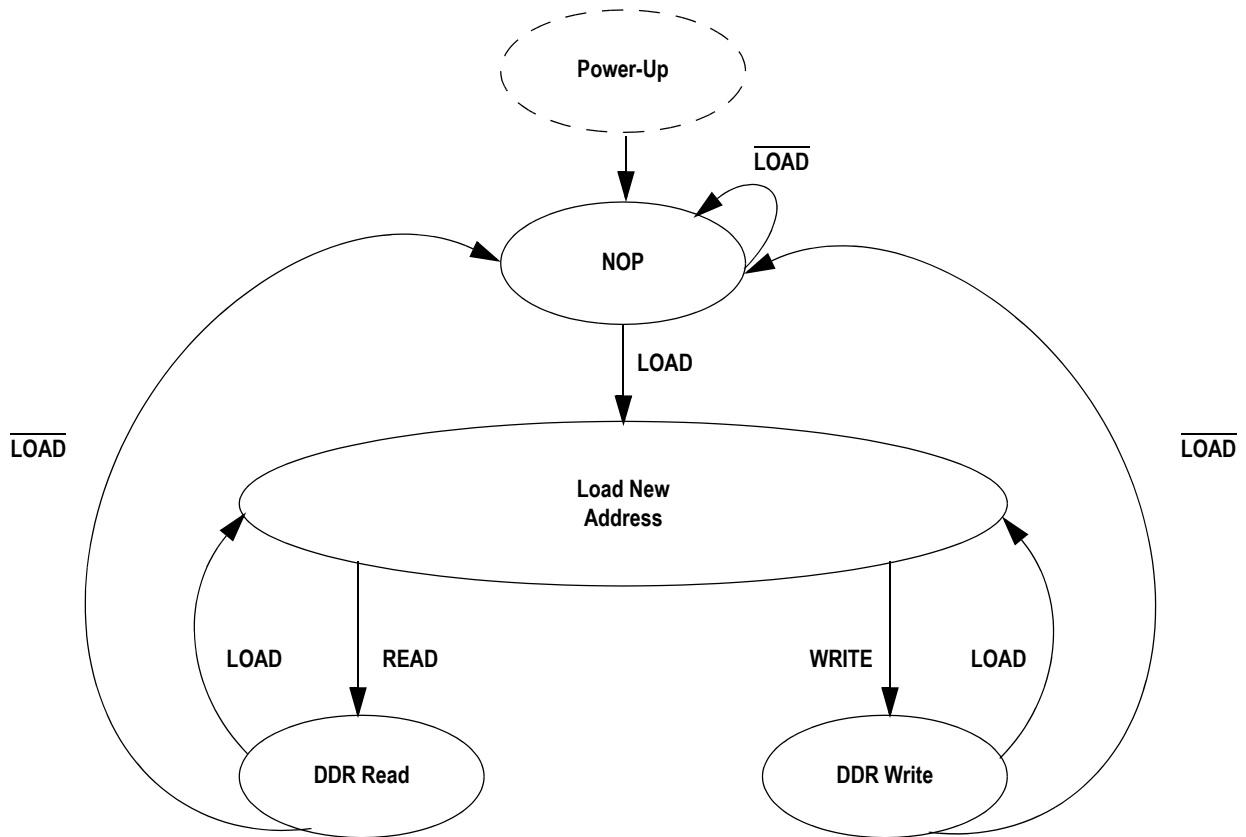 Power-Up
LOAD
NOP
LOAD
LOAD
LOAD
Load New
Address
LOAD
READ
WRITE
LOAD
DDR Read
DDR Write